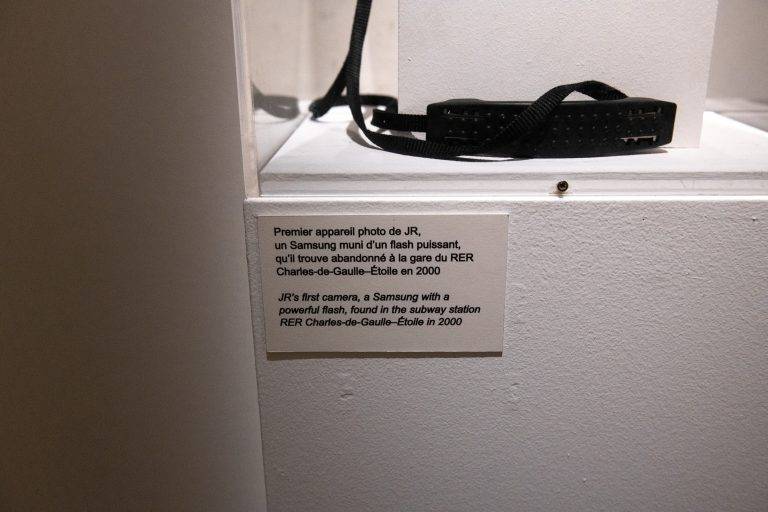 Premier appareil photo de JR,
un Samsung muni d'un flash puissant,
qu'il trouve abandonné à la gare du RER
Charles-de-Gaulle–Étoile en 2000
JR's first camera, a Samsung with a
powerful flash, found in the subway station
RER Charles-de-Gaulle–Étoile in 2000